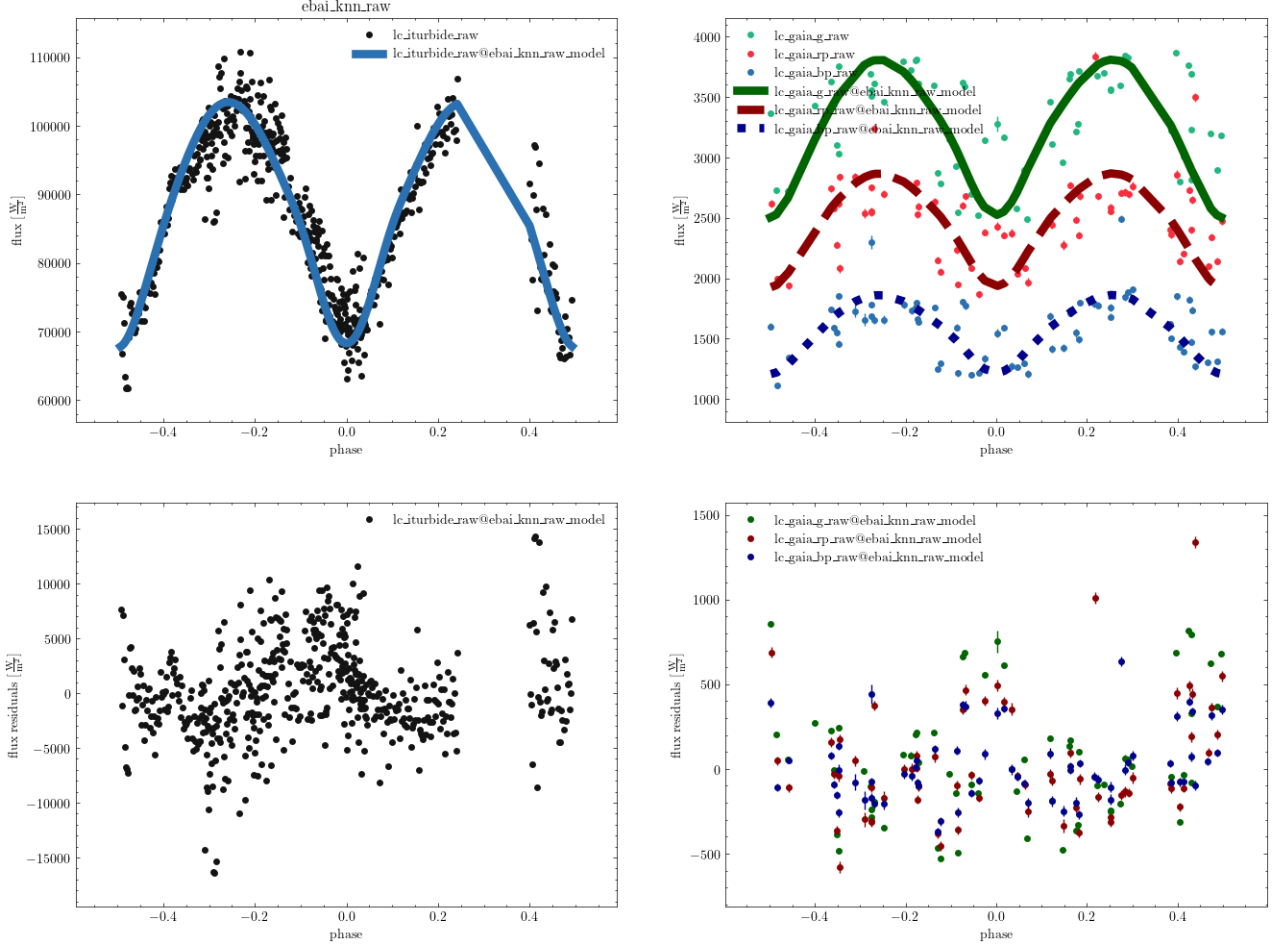 ebai_knn_raw
lc_iturbide_raw
lc_iturbide_raw@ebai_knn_raw_model
110000
100000
90000
80000
70000
60000
flux [W/m²]
−0.4 −0.2 0.0 0.2 0.4
phase
lc_gaia_g_raw
lc_gaia_rp_raw
lc_gaia_bp_raw
lc_gaia_g_raw@ebai_knn_raw_model
lc_gaia_rp_raw@ebai_knn_raw_model
lc_gaia_bp_raw@ebai_knn_raw_model
4000
3500
3000
2500
2000
1500
1000
flux [W/m²]
−0.4 −0.2 0.0 0.2 0.4
phase
lc_iturbide_raw@ebai_knn_raw_model
15000
10000
5000
0
−5000
−10000
−15000
flux residuals [W/m²]
−0.4 −0.2 0.0 0.2 0.4
phase
lc_gaia_g_raw@ebai_knn_raw_model
lc_gaia_rp_raw@ebai_knn_raw_model
lc_gaia_bp_raw@ebai_knn_raw_model
1500
1000
500
0
−500
flux residuals [W/m²]
−0.4 −0.2 0.0 0.2 0.4
phase